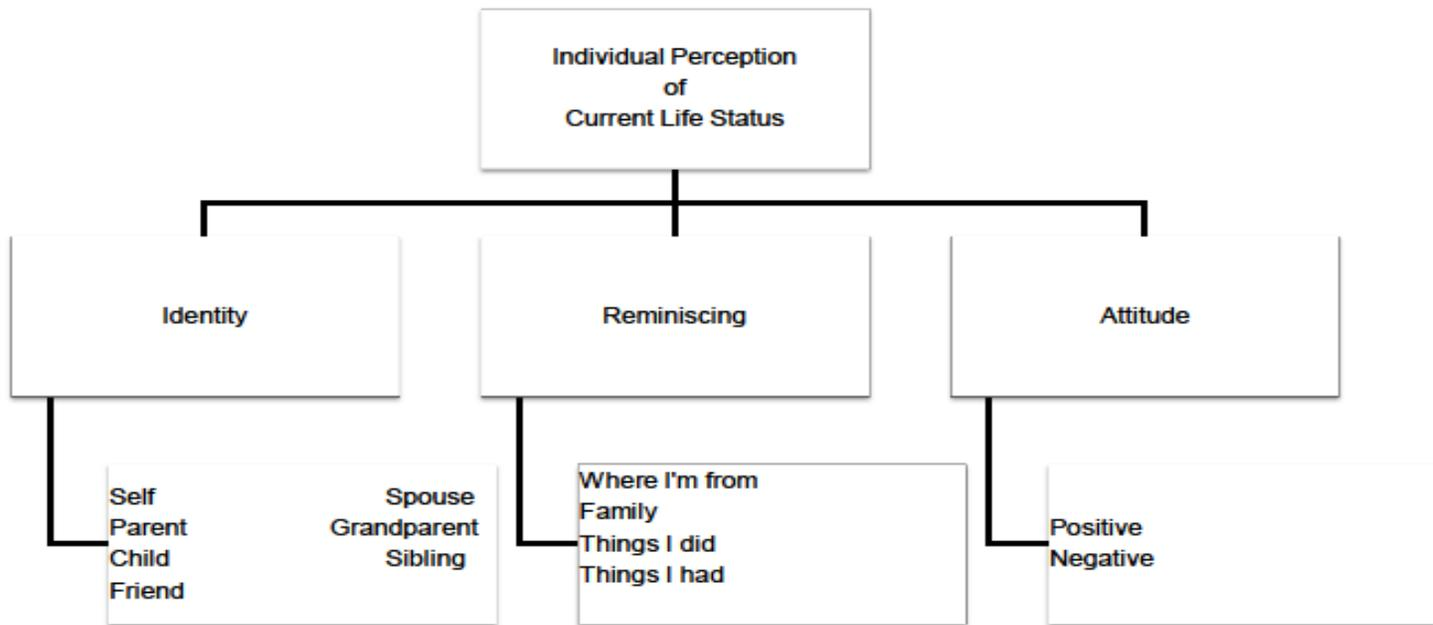 Individual Perception
of
Current Life Status
Identity
Reminiscing
Attitude
Self Spouse
Parent Grandparent
Child Sibling
Friend
Where I'm from
Family
Things I did
Things I had
Positive
Negative